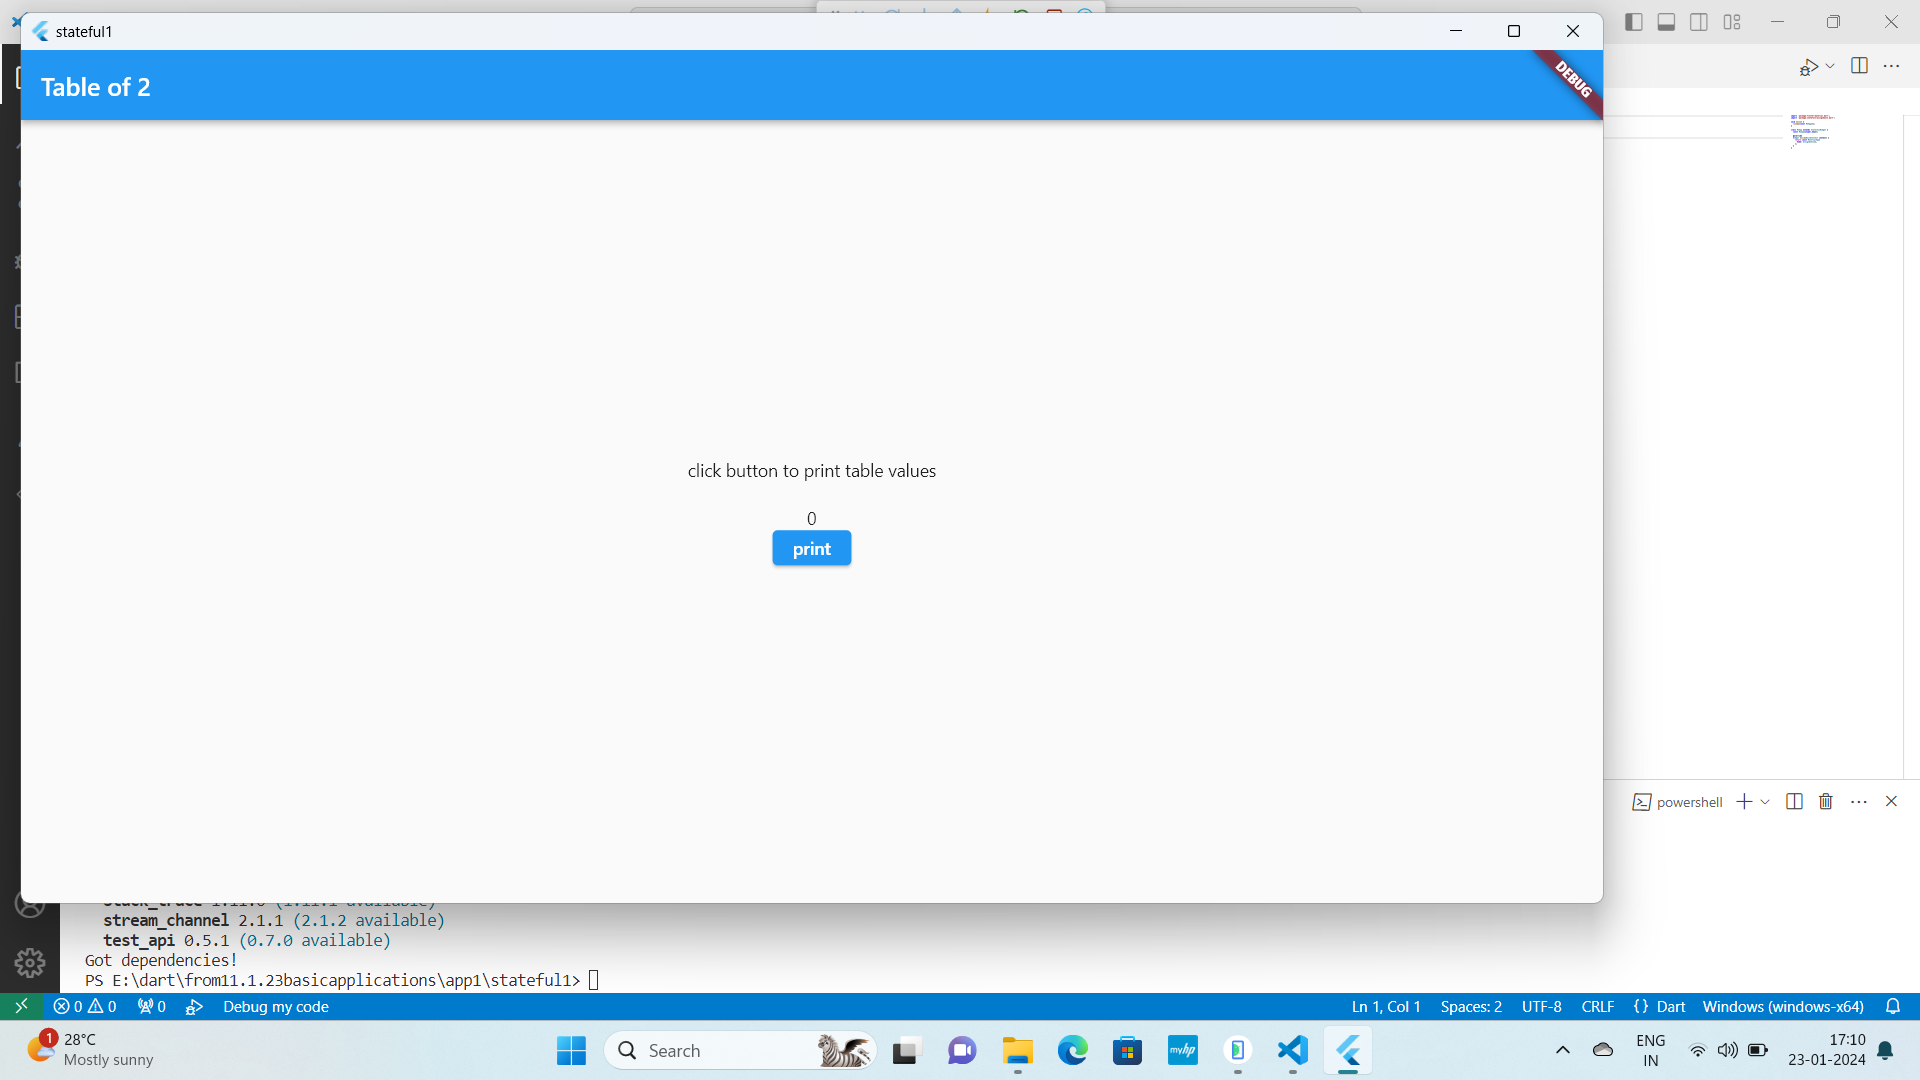 stateful1
Table of 2
DEBUG
click button to print table values
0
print
powershell
stream_channel 2.1.1 (2.1.2 available)
test_api 0.5.1 (0.7.0 available)
Got dependencies!
PS E:\dart\from11.1.23basicapplications\app1\stateful1>
0 0 0 Debug my code Ln 1, Col 1 Spaces: 2 UTF-8 CRLF {} Dart Windows (windows-x64)
1
28°C
Mostly sunny
Search
myhp
ENG
IN
17:10
23-01-2024